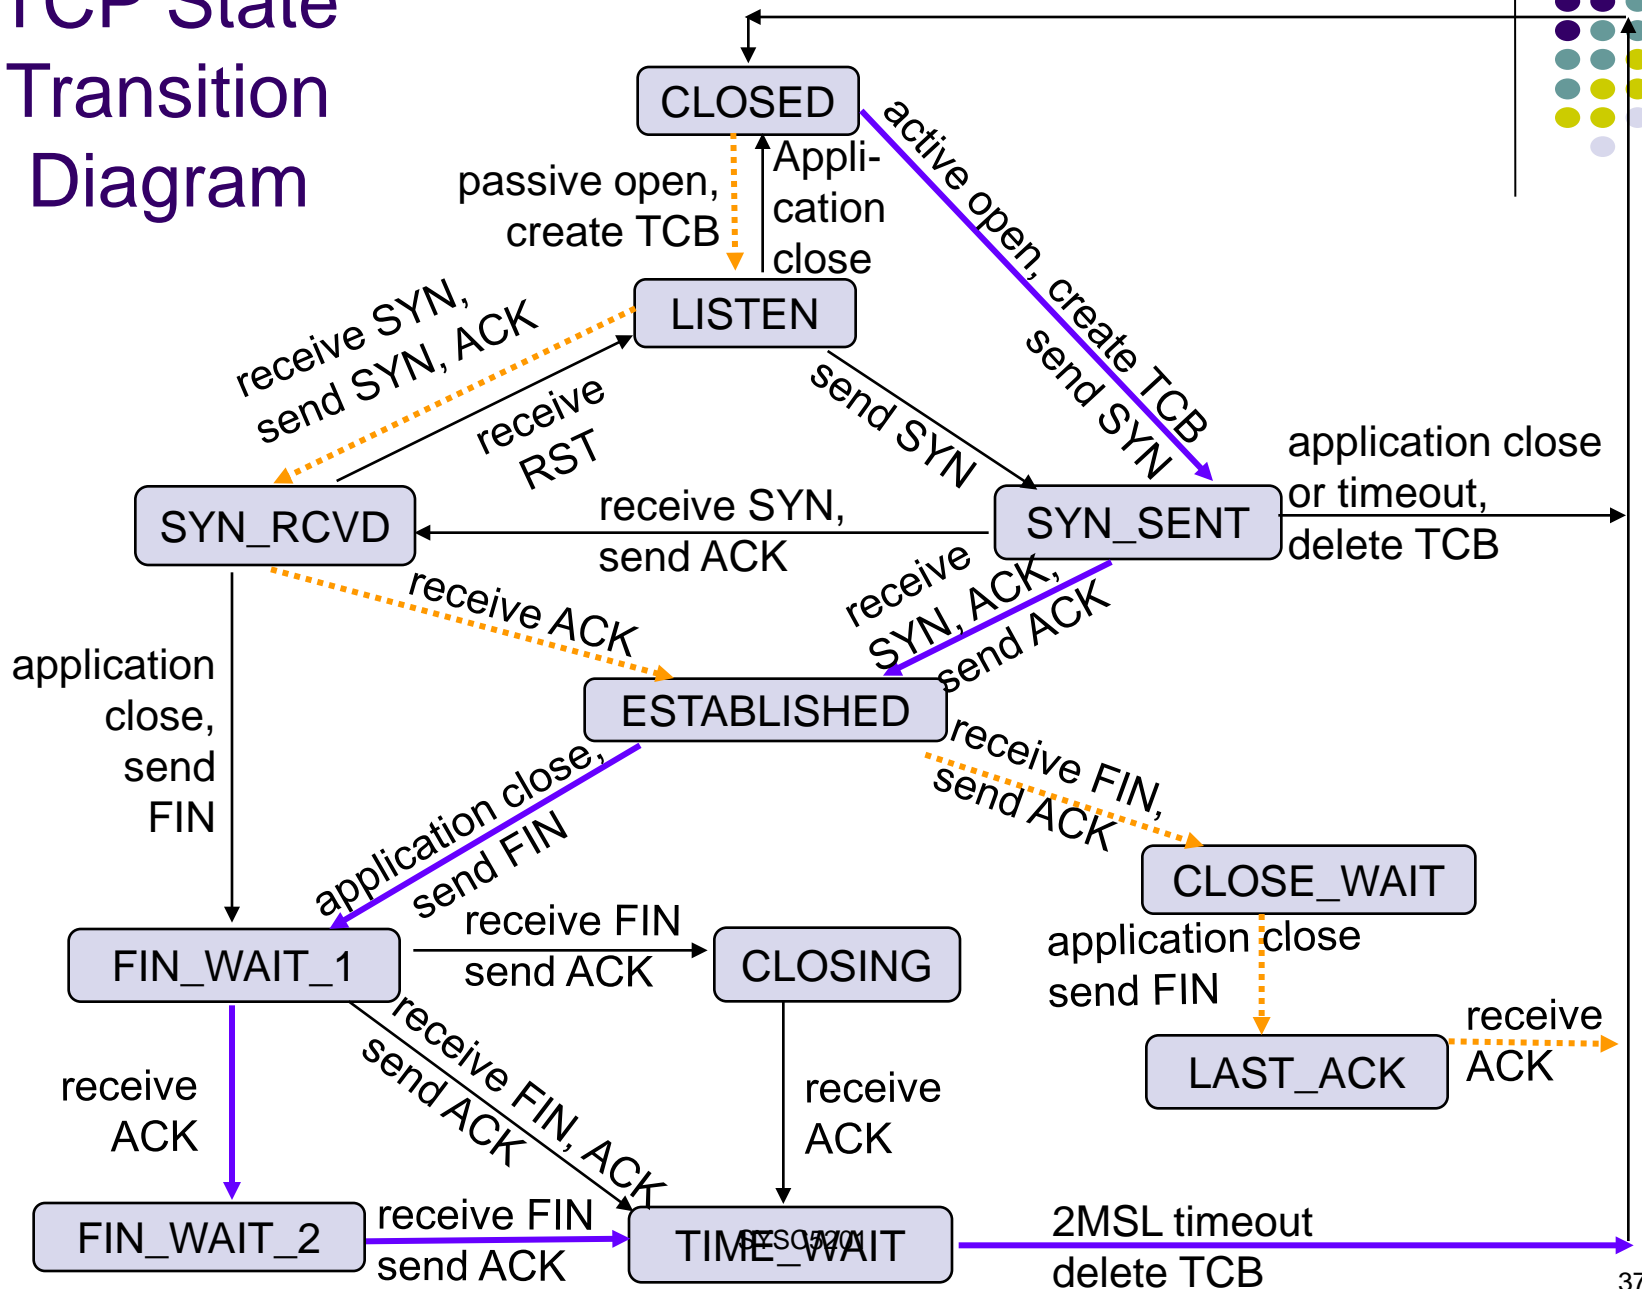 TCP State
Transition
Diagram
CLOSED
passive open,
create TCB
Appli-
cation
close
active open, create TCB
send SYN
LISTEN
receive SYN,
send SYN, ACK
receive
RST
send SYN
SYN_RCVD
receive SYN,
send ACK
SYN_SENT
application close
or timeout,
delete TCB
receive ACK
receive
SYN, ACK,
send ACK
application
close,
send
FIN
ESTABLISHED
application close,
send FIN
receive FIN,
send ACK
CLOSE_WAIT
FIN_WAIT_1
receive FIN
send ACK
CLOSING
application close
send FIN
receive FIN, ACK
send ACK
receive
ACK
receive
ACK
LAST_ACK
receive
ACK
FIN_WAIT_2
receive FIN
send ACK
TIME_WAIT
SYSC5201
2MSL timeout
delete TCB
37